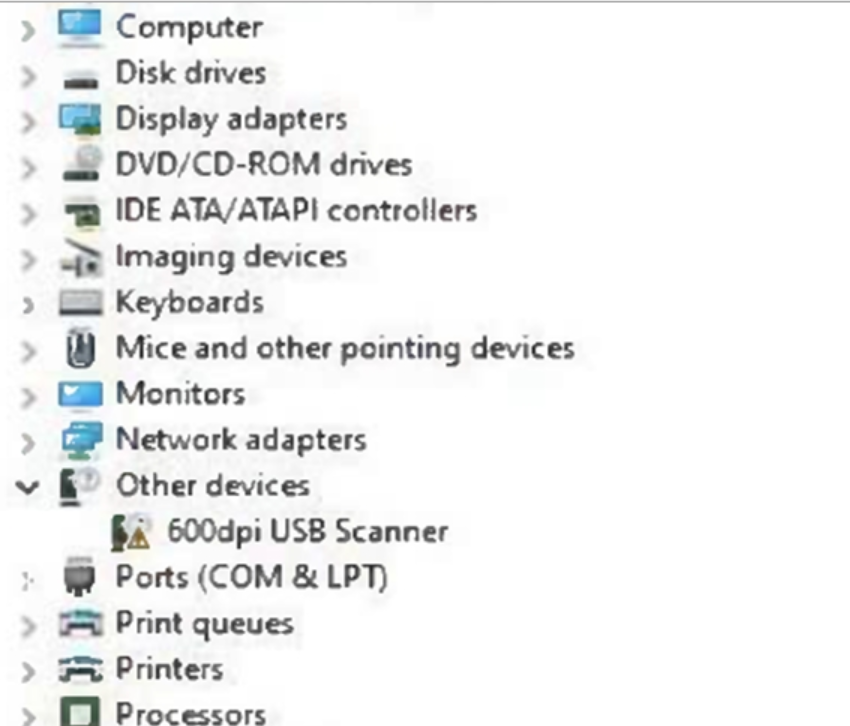 Computer
Disk drives
Display adapters
DVD/CD-ROM drives
IDE ATA/ATAPI controllers
Imaging devices
Keyboards
Mice and other pointing devices
Monitors
Network adapters
Other devices
600dpi USB Scanner
Ports (COM & LPT)
Print queues
Printers
Processors